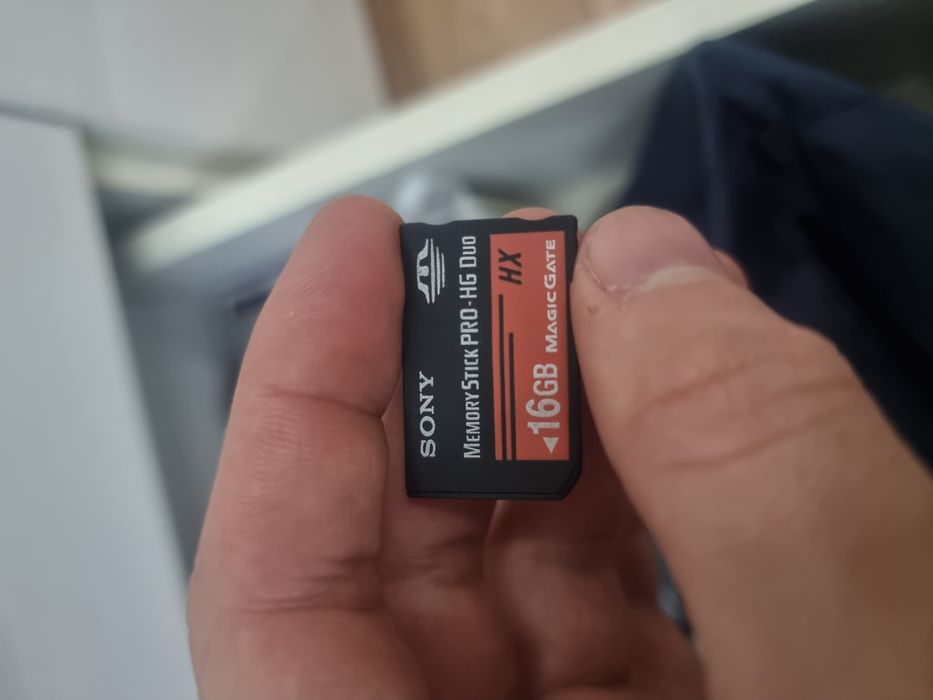 SONY
MEMORY STICK PRO-HG DUO
HX
16GB MAGICGATE